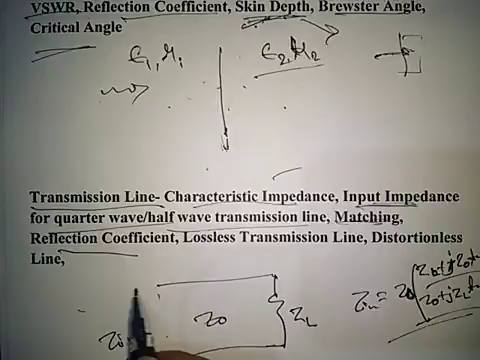 VSWR, Reflection Coefficient, Skin Depth, Brewster Angle,
Critical Angle
ε₁, μ₁ ε₂, μ₂
Transmission Line- Characteristic Impedance, Input Impedance
for quarter wave/half wave transmission line, Matching,
Reflection Coefficient, Lossless Transmission Line, Distortionless
Line,
Z0 ZL